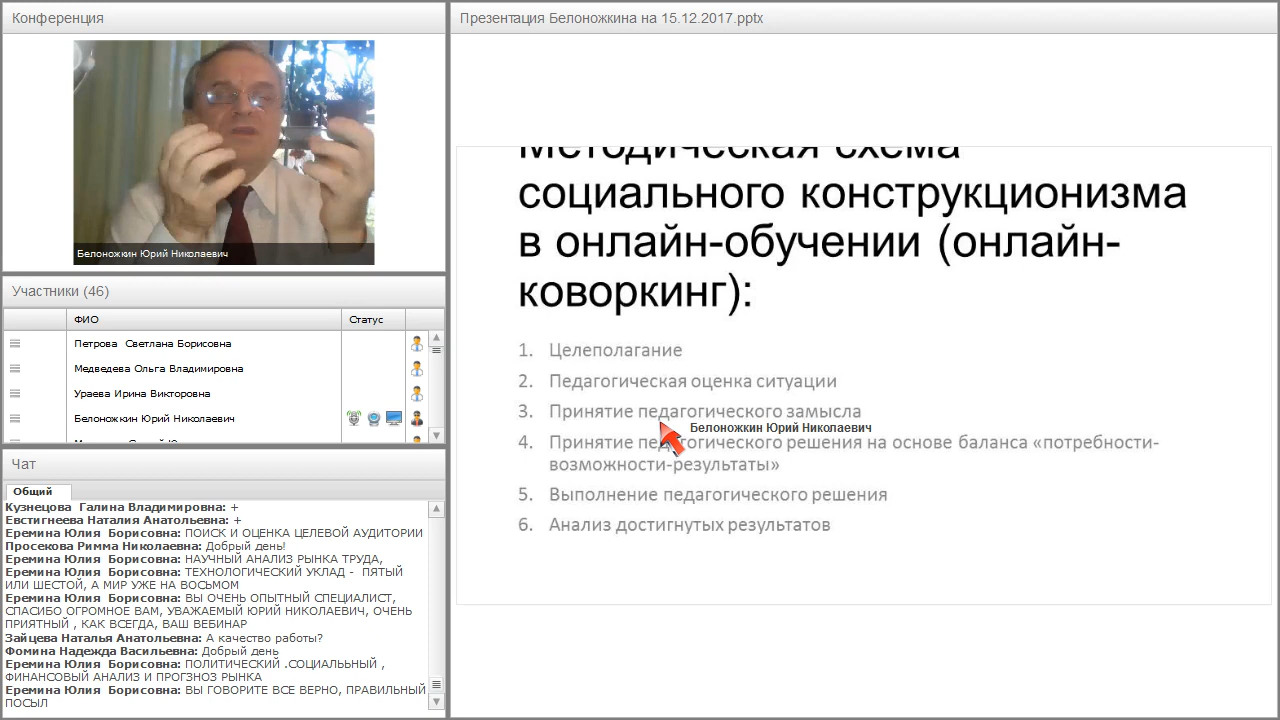 Конференция
Белоножкин Юрий Николаевич
Участники (46)
ФИО Статус
Петрова Светлана Борисовна
Медведева Ольга Владимировна
Ураева Ирина Викторовна
Белоножкин Юрий Николаевич
Чат
Общий
Кузнецова Галина Владимировна: +
Евстигнеева Наталия Анатольевна: +
Еремина Юлия Борисовна: ПОИСК И ОЦЕНКА ЦЕЛЕВОЙ АУДИТОРИИ
Просекова Римма Николаевна: Добрый день!
Еремина Юлия Борисовна: НАУЧНЫЙ АНАЛИЗ РЫНКА ТРУДА,
Еремина Юлия Борисовна: ТЕХНОЛОГИЧЕСКИЙ УКЛАД - ПЯТЫЙ
ИЛИ ШЕСТОЙ, А МИР УЖЕ НА ВОСЬМОМ
Еремина Юлия Борисовна: ВЫ ОЧЕНЬ ОПЫТНЫЙ СПЕЦИАЛИСТ,
СПАСИБО ОГРОМНОЕ ВАМ, УВАЖАЕМЫЙ ЮРИЙ НИКОЛАЕВИЧ, ОЧЕНЬ
ПРИЯТНЫЙ , КАК ВСЕГДА, ВАШ ВЕБИНАР
Зайцева Наталья Анатольевна: А качество работы?
Фомина Надежда Васильевна: Добрый день
Еремина Юлия Борисовна: ПОЛИТИЧЕСКИЙ .СОЦИАЛЬЬНЫЙ ,
ФИНАНСОВЫЙ АНАЛИЗ И ПРОГЗНОЗ РЫНКА
Еремина Юлия Борисовна: ВЫ ГОВОРИТЕ ВСЕ ВЕРНО, ПРАВИЛЬНЫЙ
ПОСЫЛ
Презентация Белоножкина на 15.12.2017.pptx
Методическая схема
социального конструкционизма
в онлайн-обучении (онлайн-
коворкинг):
1. Целеполагание
2. Педагогическая оценка ситуации
3. Принятие педагогического замысла
Белоножкин Юрий Николаевич
4. Принятие педагогического решения на основе баланса «потребности-
возможности-результаты»
5. Выполнение педагогического решения
6. Анализ достигнутых результатов